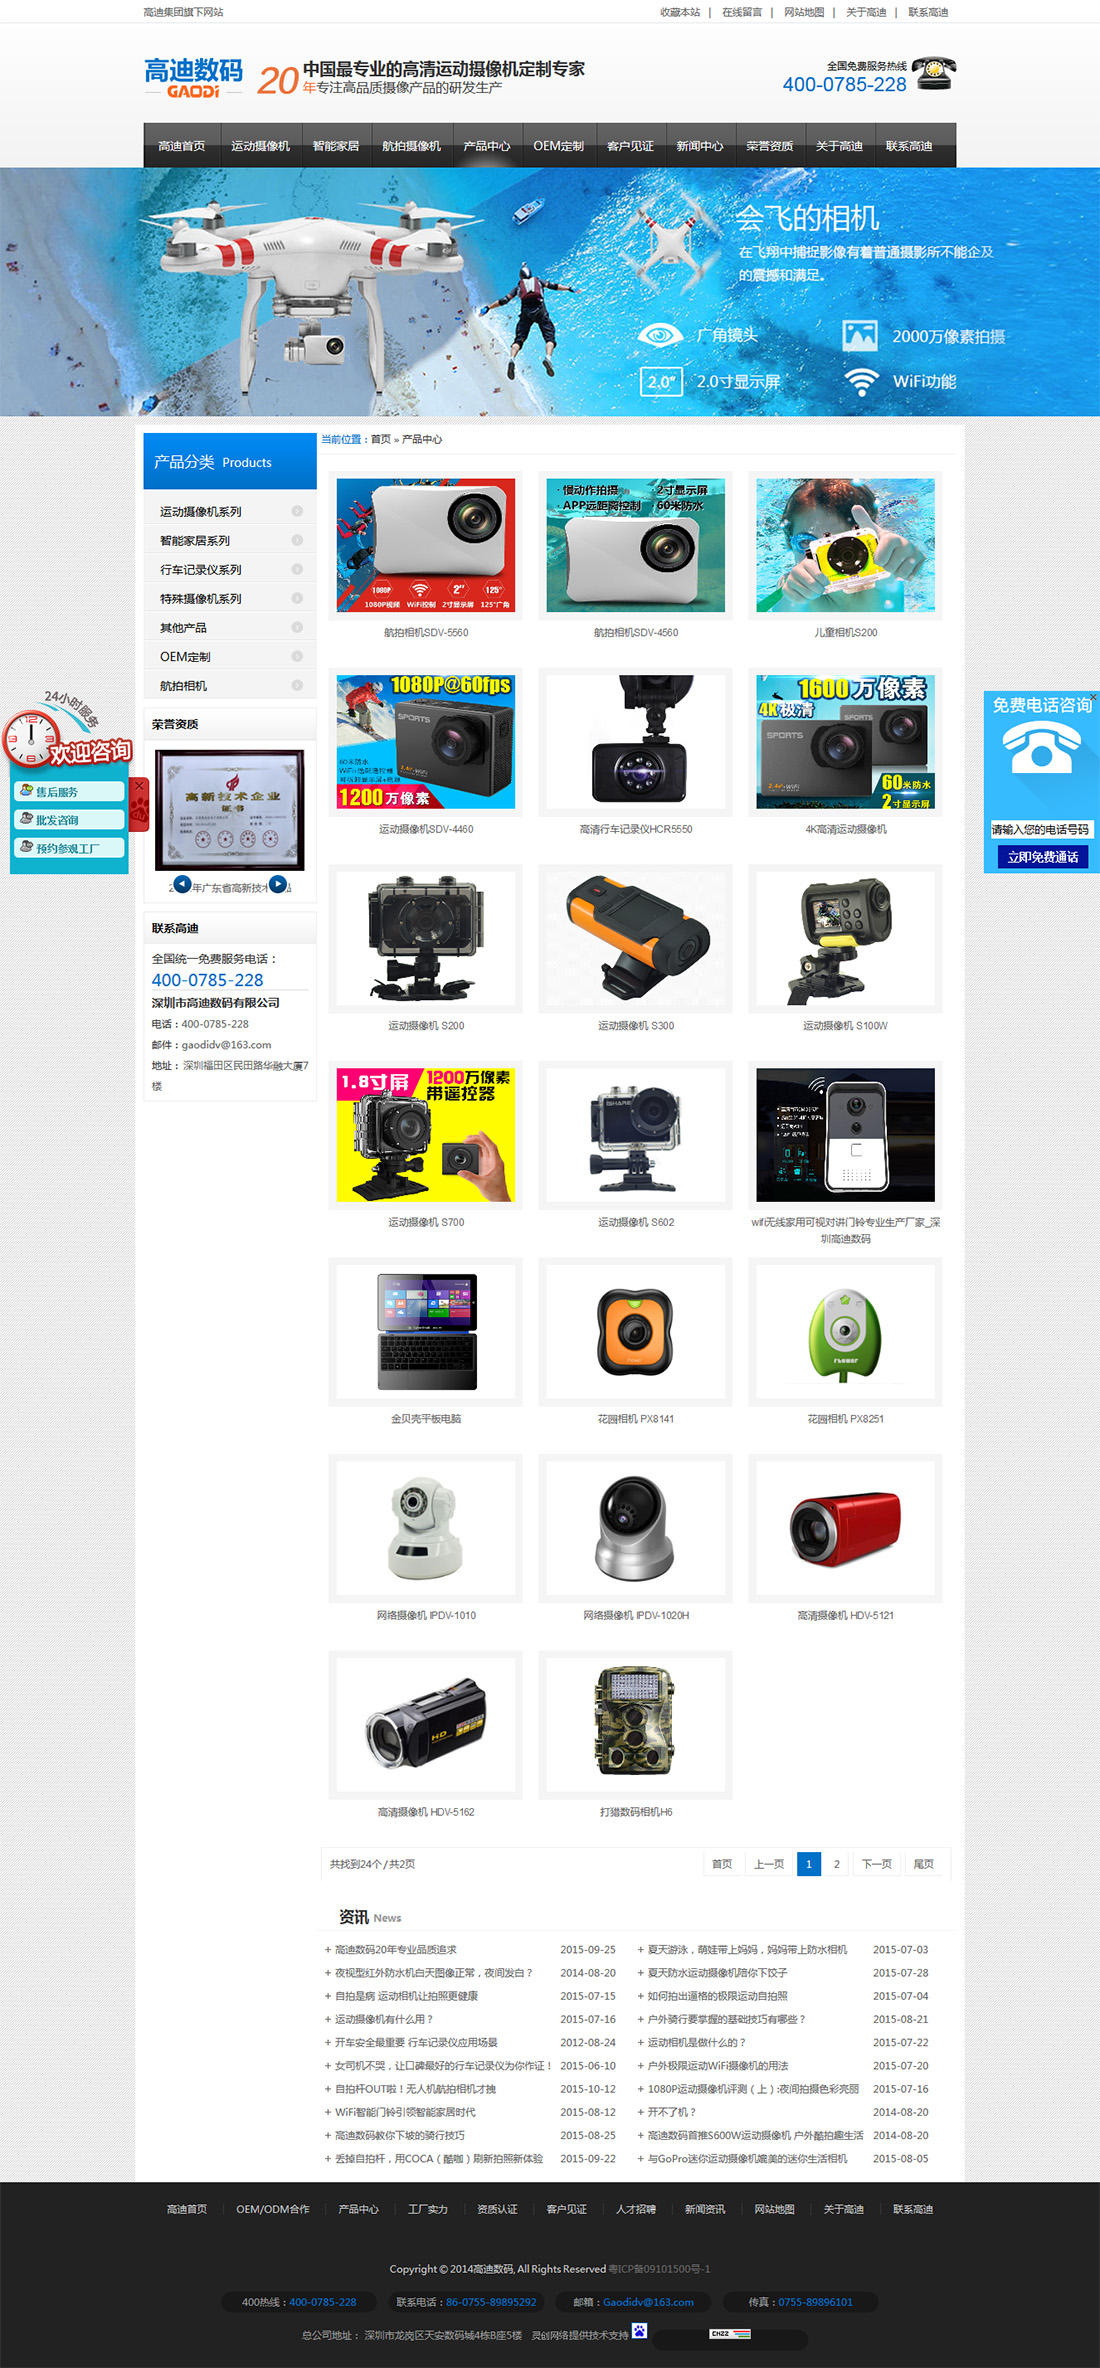 高迪集团旗下网站
收藏本站 | 在线留言 | 网站地图 | 关于高迪 | 联系高迪
高迪数码
GAODi
20年
中国最专业的高清运动摄像机定制专家
专注高品质摄像产品的研发生产
全国免费服务热线
400-0785-228
高迪首页 运动摄像机 智能家居 航拍摄像机 产品中心 OEM定制 客户见证 新闻中心 荣誉资质 关于高迪 联系高迪
会飞的相机
在飞翔中捕捉影像有着普通摄影所不能企及
的震撼和满足。
广角镜头 2000万像素拍摄
2.0" 2.0寸显示屏 WiFi功能
产品分类 Products
运动摄像机系列
智能家居系列
行车记录仪系列
特殊摄像机系列
其他产品
OEM定制
航拍相机
荣誉资质
高新技术企业
证书
年广东省高新技术
联系高迪
全国统一免费服务电话：
400-0785-228
深圳市高迪数码有限公司
电话：400-0785-228
邮件：gaodidv@163.com
地址： 深圳福田区民田路华融大厦7
楼
24小时服务
欢迎咨询
售后服务
批发咨询
预约参观工厂
du
免费电话咨询
请输入您的电话号码
立即免费通话
当前位置：首页 » 产品中心
1080P 2" 125°
1080P视频 WiFi控制 2寸显示屏 125°广角
航拍相机SDV-5560
·慢动作拍摄 ·2寸显示屏
·APP远距离控制 ·60米防水
航拍相机SDV-4560
儿童相机S200
1080P@60fps
SPORTS
60米防水
1200万像素
运动摄像机SDV-4460
高清行车记录仪HCR5550
1600万像素
4K极清
SPORTS
60米防水
2寸显示屏
4K高清运动摄像机
运动摄像机 S200
运动摄像机 S300
运动摄像机 S100W
1.8寸屏
1200万像素
带遥控器
运动摄像机 S700
运动摄像机 S602
wifi无线家用可视对讲门铃专业生产厂家_深
圳高迪数码
金贝壳平板电脑
花园相机 PX8141
花园相机 PX8251
网络摄像机 IPDV-1010
网络摄像机 IPDV-1020H
高清摄像机 HDV-5121
HD
高清摄像机 HDV-5162
打猎数码相机H6
共找到24个 / 共2页
首页 上一页 1 2 下一页 尾页
资讯 News
+ 高迪数码20年专业品质追求 2015-09-25
+ 夏天游泳，萌娃带上妈妈，妈妈带上防水相机 2015-07-03
+ 夜视型红外防水机白天图像正常，夜间发白？ 2014-08-20
+ 夏天防水运动摄像机陪你下饺子 2015-07-28
+ 自拍是病 运动相机让拍照更健康 2015-07-15
+ 如何拍出逼格的极限运动自拍照 2015-07-04
+ 运动摄像机有什么用？ 2015-07-16
+ 户外骑行要掌握的基础技巧有哪些？ 2015-08-21
+ 开车安全最重要 行车记录仪应用场景 2012-08-24
+ 运动相机是做什么的？ 2015-07-22
+ 女司机不哭，让口碑最好的行车记录仪为你作证！ 2015-06-10
+ 户外极限运动WiFi摄像机的用法 2015-07-20
+ 自拍杆OUT啦！无人机航拍相机才拽 2015-10-12
+ 1080P运动摄像机评测（上）:夜间拍摄色彩亮丽 2015-07-16
+ WiFi智能门铃引领智能家居时代 2015-08-12
+ 开不了机？ 2014-08-20
+ 高迪数码教你下坡的骑行技巧 2015-08-25
+ 高迪数码首推S600W运动摄像机 户外酷拍趣生活 2014-08-20
+ 丢掉自拍杆，用COCA（酷咖）刷新拍照新体验 2015-09-22
+ 与GoPro迷你运动摄像机媲美的迷你生活相机 2015-08-05
高迪首页 OEM/ODM合作 产品中心 工厂实力 资质认证 客户见证 人才招聘 新闻资讯 网站地图 关于高迪 联系高迪
Copyright © 2014高迪数码, All Rights Reserved 粤ICP备09101500号-1
400热线：400-0785-228 联系电话：86-0755-89895292 邮箱：Gaodidv@163.com 传真：0755-89896101
总公司地址： 深圳市龙岗区天安数码城4栋B座5楼 灵创网络提供技术支持
CNZZ